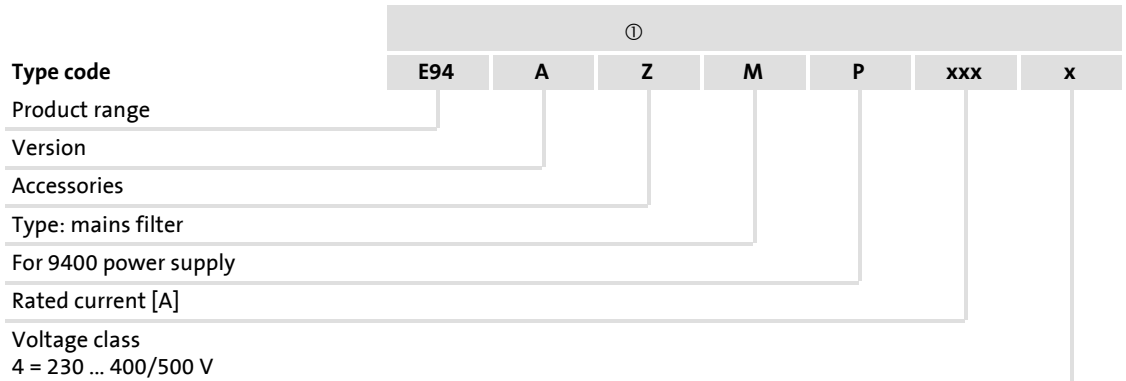 ①
Type code E94 A Z M P xxx x
Product range
Version
Accessories
Type: mains filter
For 9400 power supply
Rated current [A]
Voltage class
4 = 230 ... 400/500 V